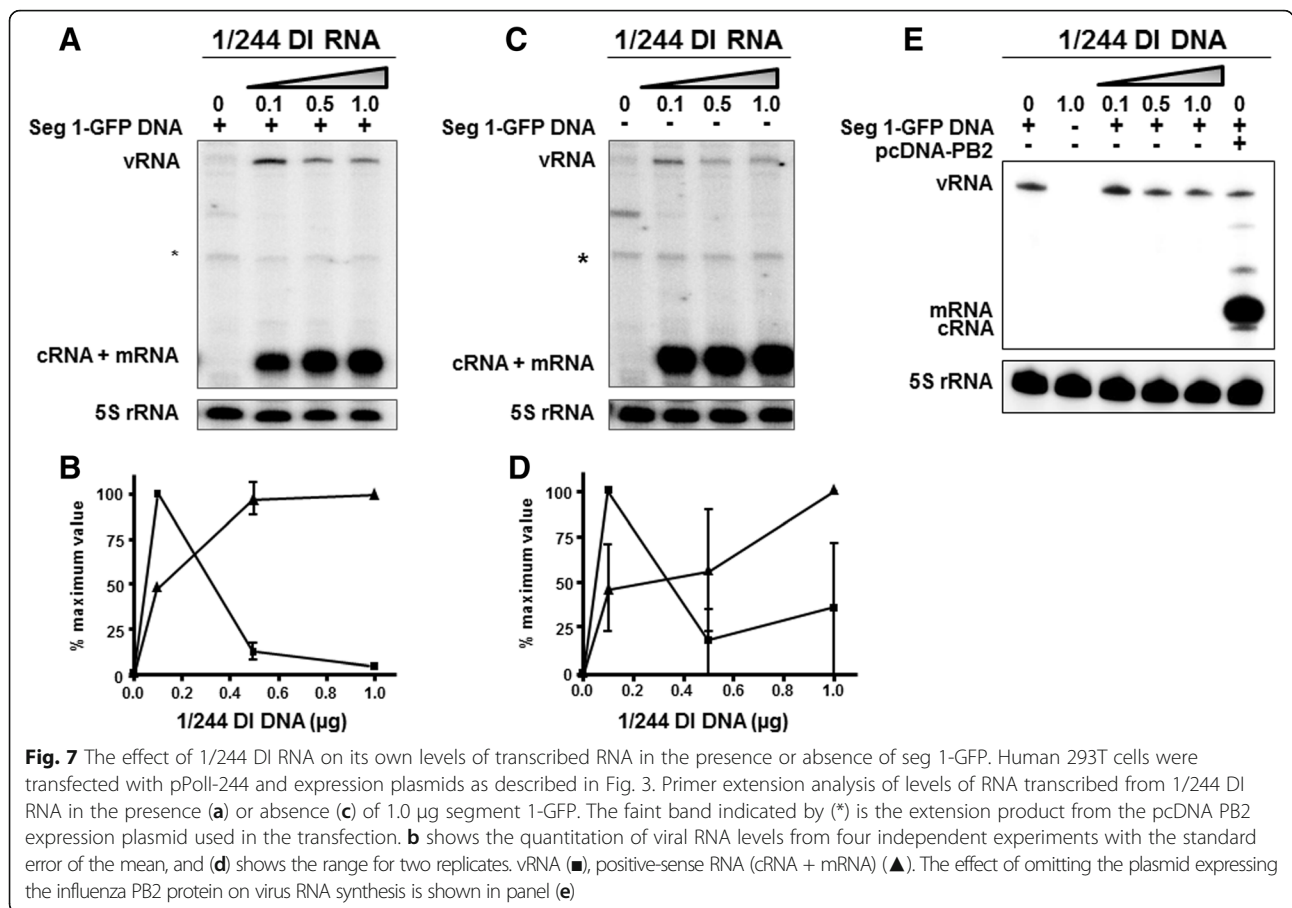 A
1/244 DI RNA
0 0.1 0.5 1.0
Seg 1-GFP DNA + + + +
vRNA
*
cRNA + mRNA
5S rRNA
B
% maximum value
100
75
50
25
0
0.0 0.2 0.4 0.6 0.8 1.0
1/244 DI DNA (µg)
C
1/244 DI RNA
0 0.1 0.5 1.0
Seg 1-GFP DNA - - - -
vRNA
*
cRNA + mRNA
5S rRNA
D
% maximum value
100
75
50
25
0
0.0 0.2 0.4 0.6 0.8 1.0
1/244 DI DNA (µg)
E
1/244 DI DNA
0 1.0 0.1 0.5 1.0 0
Seg 1-GFP DNA + - + + + +
pcDNA-PB2 - - - - - +
vRNA
mRNA
cRNA
5S rRNA
Fig. 7 The effect of 1/244 DI RNA on its own levels of transcribed RNA in the presence or absence of seg 1-GFP. Human 293T cells were
transfected with pPolI-244 and expression plasmids as described in Fig. 3. Primer extension analysis of levels of RNA transcribed from 1/244 DI
RNA in the presence (a) or absence (c) of 1.0 µg segment 1-GFP. The faint band indicated by (*) is the extension product from the pcDNA PB2
expression plasmid used in the transfection. b shows the quantitation of viral RNA levels from four independent experiments with the standard
error of the mean, and (d) shows the range for two replicates. vRNA (■), positive-sense RNA (cRNA + mRNA) (▲). The effect of omitting the plasmid expressing
the influenza PB2 protein on virus RNA synthesis is shown in panel (e)